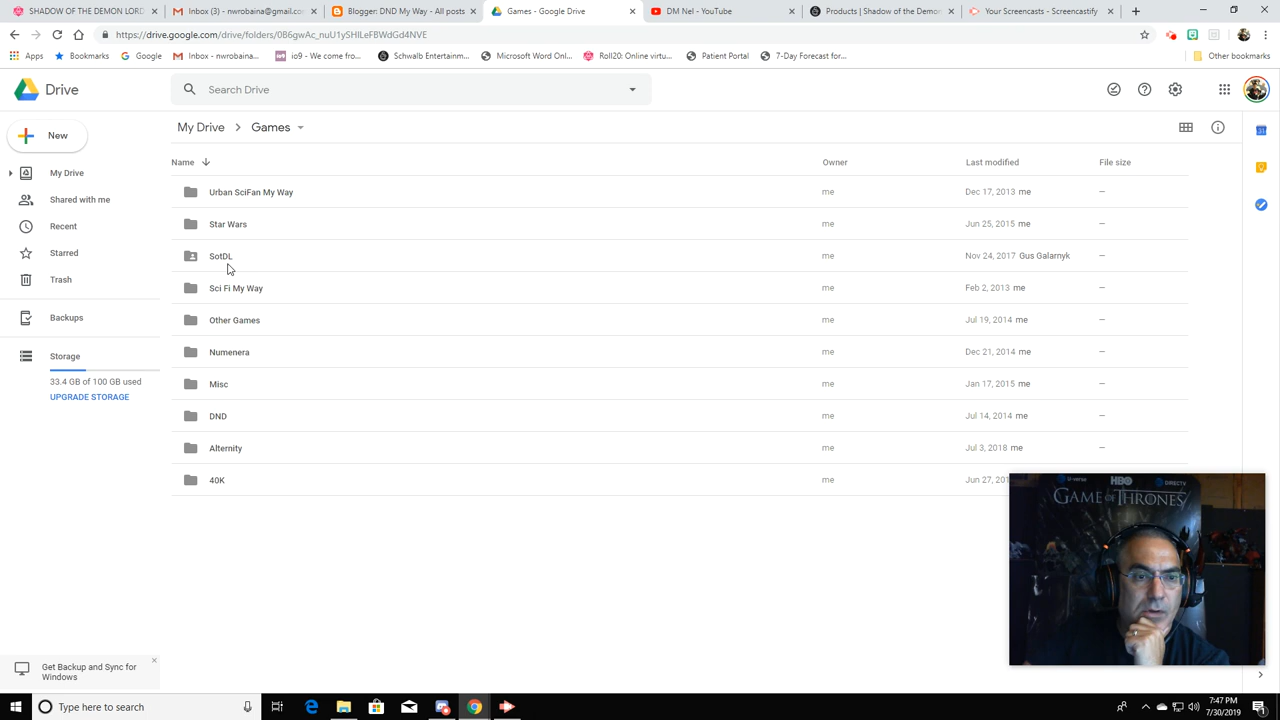 SHADOW OF THE DEMON LORD
Inbox (3) - nwrobaina@gmail.com
Blogger: DND My Way - All posts
Games - Google Drive
DM Nel - YouTube
Products | Shadow of the Demon
Your Screencasts - Screencastify
https://drive.google.com/drive/folders/0B6gwAc_nuU1ySHlLeFBWdGd4NVE
Apps
Bookmarks
Google
Inbox - nwrobaina@...
io9 - We come fro...
Schwalb Entertainm...
Microsoft Word Onl...
Roll20: Online virtu...
Patient Portal
7-Day Forecast for...
Other bookmarks
Drive
Search Drive
New
My Drive
Shared with me
Recent
Starred
Trash
Backups
Storage
33.4 GB of 100 GB used
UPGRADE STORAGE
Get Backup and Sync for
Windows
My Drive Games
Name Owner Last modified File size
Urban SciFan My Way me Dec 17, 2013 me –
Star Wars me Jun 25, 2015 me –
SotDL me Nov 24, 2017 Gus Galarnyk –
Sci Fi My Way me Feb 2, 2013 me –
Other Games me Jul 19, 2014 me –
Numenera me Dec 21, 2014 me –
Misc me Jan 17, 2015 me –
DND me Jul 14, 2014 me –
Alternity me Jul 3, 2018 me –
40K me Jun 27, 201
31
U-verse HBO DIRECTV
GAME OF THRONES
Type here to search
7:47 PM
7/30/2019
1